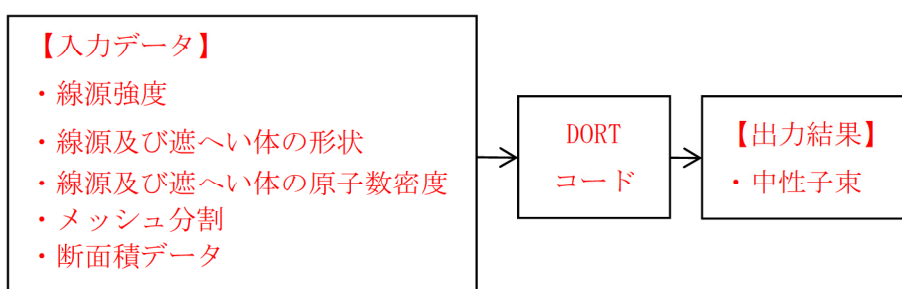 【入力データ】
・線源強度
・線源及び遮へい体の形状
・線源及び遮へい体の原子数密度
・メッシュ分割
・断面積データ
DORT
コード
【出力結果】
・中性子束